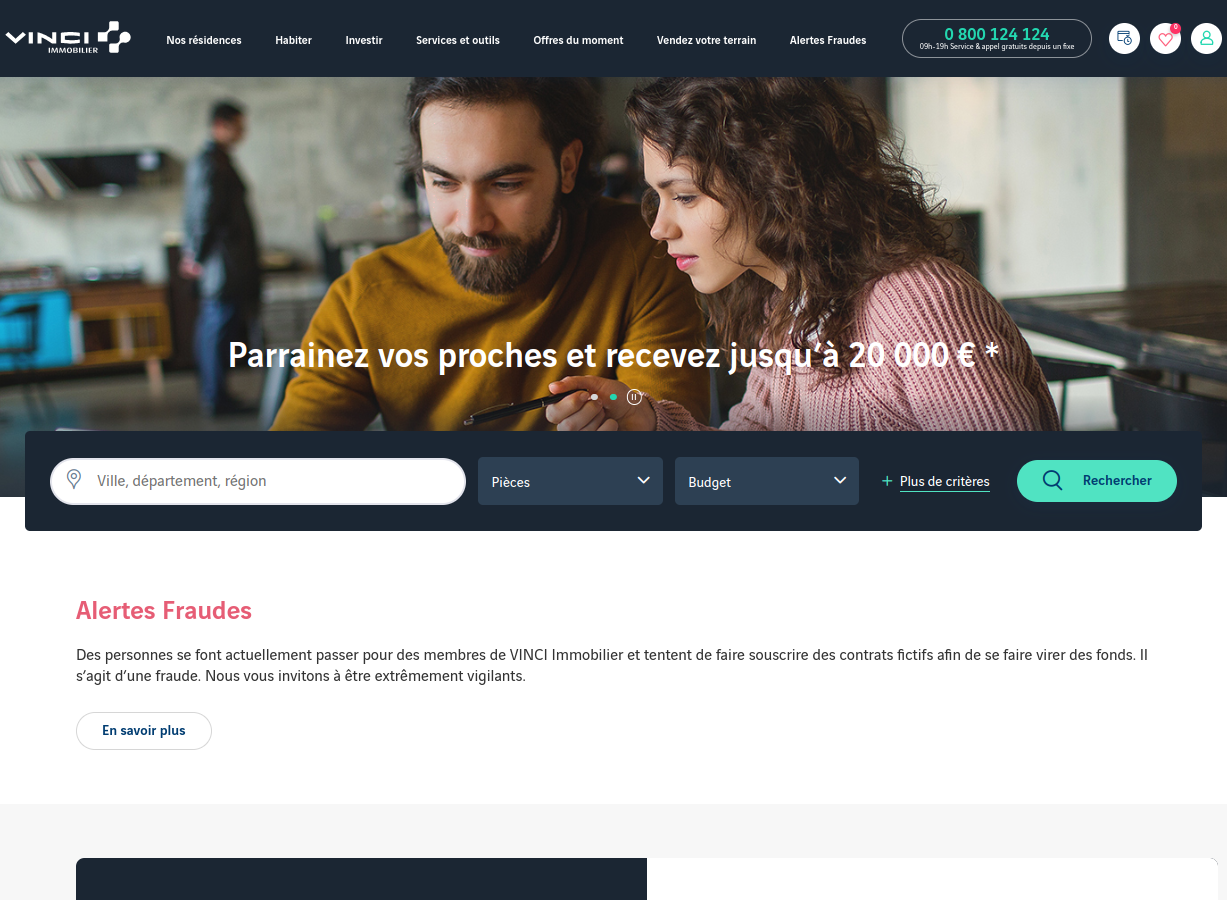 VINCI
IMMOBILIER
Nos résidences
Habiter
Investir
Services et outils
Offres du moment
Vendez votre terrain
Alertes Fraudes
0 800 124 124
09h-19h Service & appel gratuits depuis un fixe
0
Parrainez vos proches et recevez jusqu'à 20 000 € *
Ville, département, région
Pièces
Budget
+ Plus de critères
Rechercher
Alertes Fraudes
Des personnes se font actuellement passer pour des membres de VINCI Immobilier et tentent de faire souscrire des contrats fictifs afin de se faire virer des fonds. Il
s’agit d’une fraude. Nous vous invitons à être extrêmement vigilants.
En savoir plus